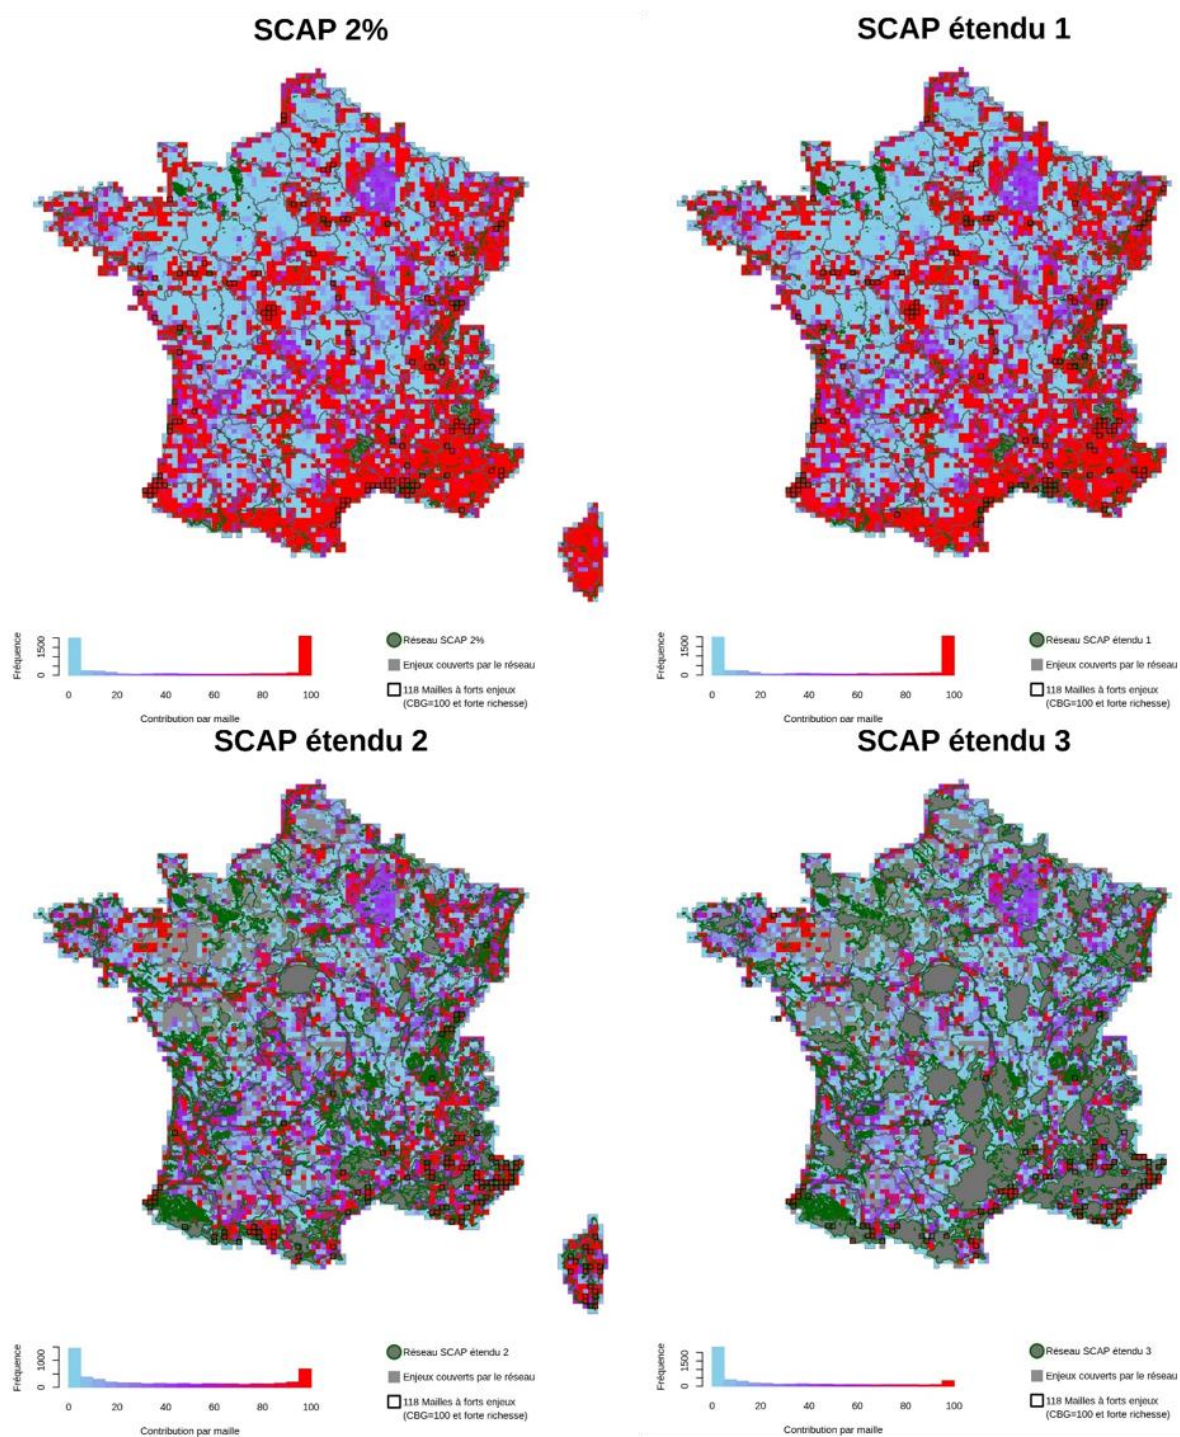 SCAP 2%
SCAP étendu 1
Fréquence
0 1500
0 20 40 60 80 100
Contribution par maille
Réseau SCAP 2%
Enjeux couverts par le réseau
118 Mailles à forts enjeux
(CBG=100 et forte richesse)
Fréquence
0 1500
0 20 40 60 80 100
Contribution par maille
Réseau SCAP étendu 1
Enjeux couverts par le réseau
118 Mailles à forts enjeux
(CBG=100 et forte richesse)
SCAP étendu 2
SCAP étendu 3
Fréquence
0 1000
0 20 40 60 80 100
Contribution par maille
Réseau SCAP étendu 2
Enjeux couverts par le réseau
118 Mailles à forts enjeux
(CBG=100 et forte richesse)
Fréquence
0 1500
0 20 40 60 80 100
Contribution par maille
Réseau SCAP étendu 3
Enjeux couverts par le réseau
118 Mailles à forts enjeux
(CBG=100 et forte richesse)